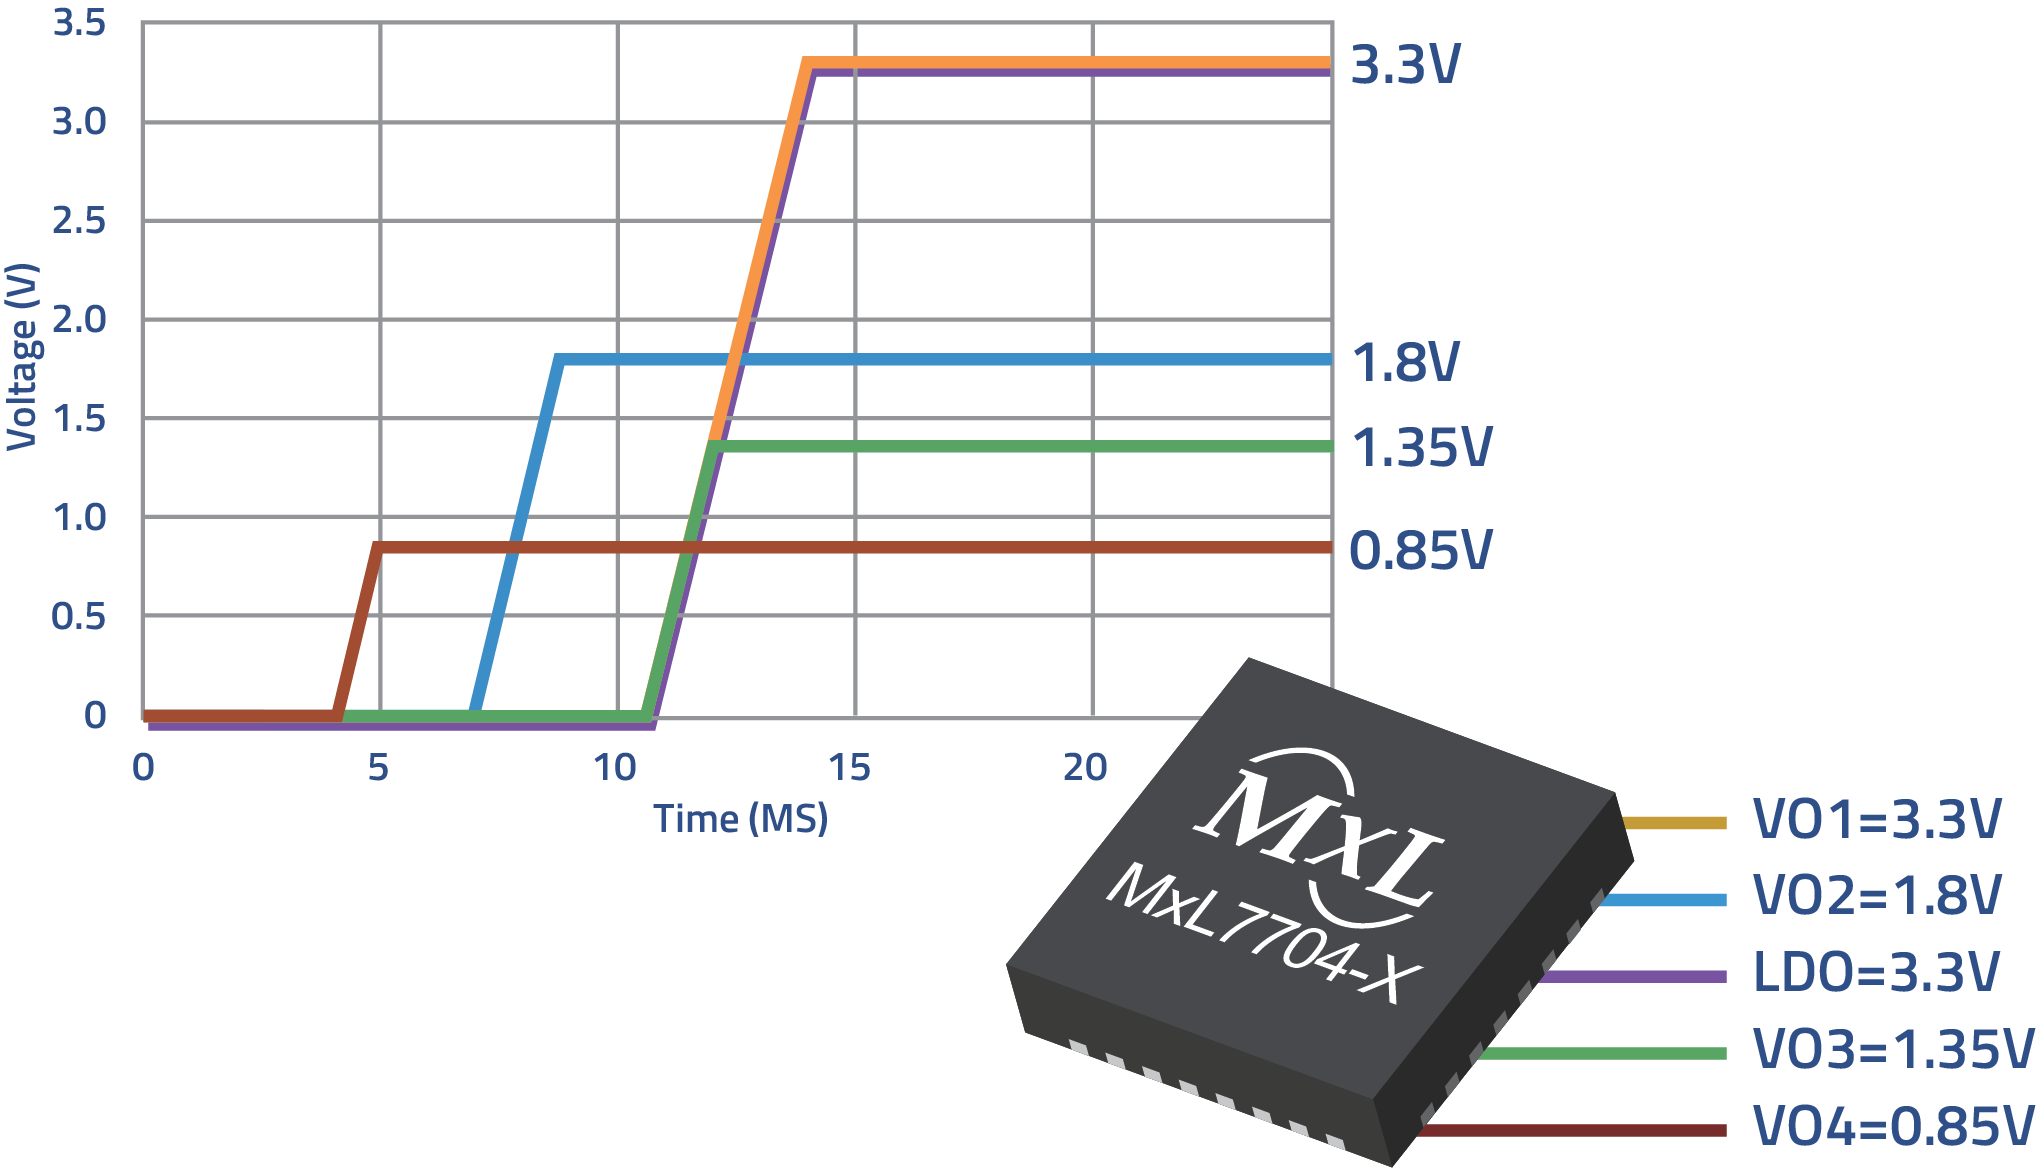 3.5
3.0
2.5
2.0
1.5
1.0
0.5
0
Voltage (V)
0 5 10 15 20
Time (MS)
3.3V
1.8V
1.35V
0.85V
MxL
MxL7704-X
VO1=3.3V
VO2=1.8V
LDO=3.3V
VO3=1.35V
VO4=0.85V